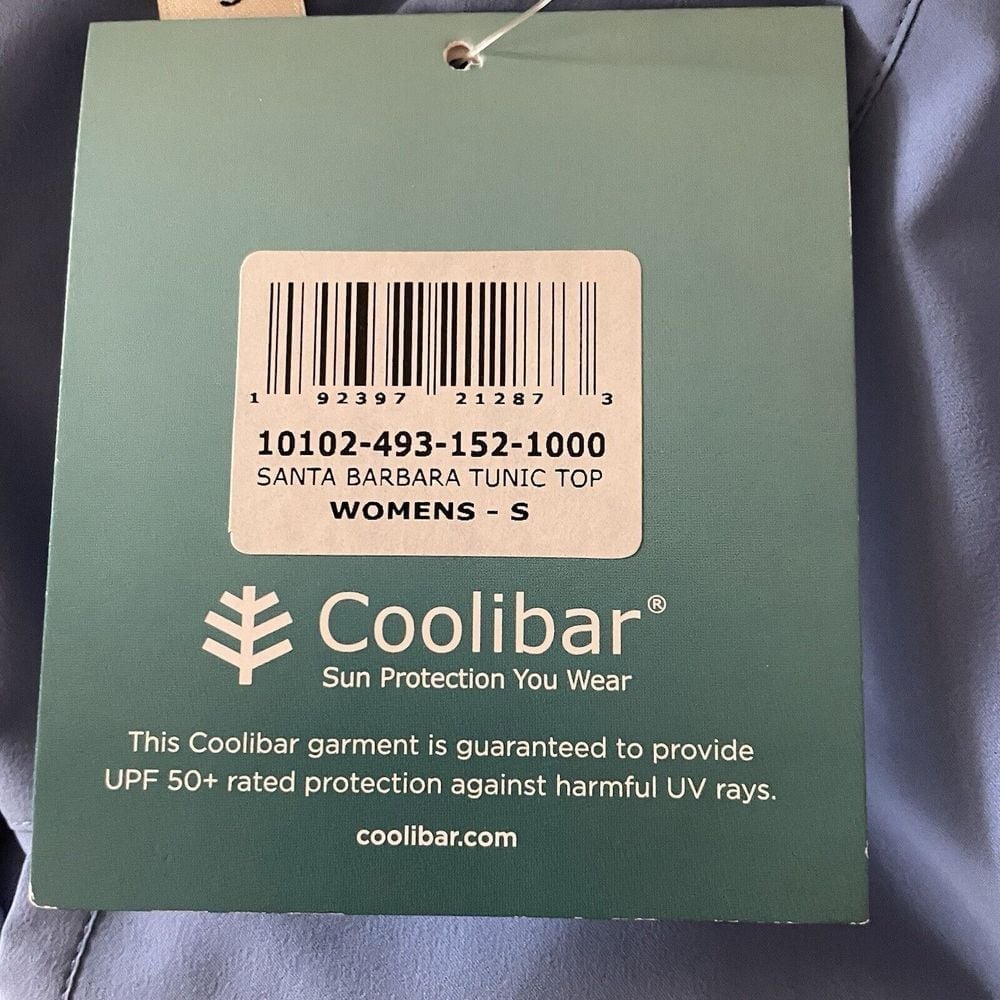 1 92397 21287 3
10102-493-152-1000
SANTA BARBARA TUNIC TOP
WOMENS - S
Coolibar®
Sun Protection You Wear
This Coolibar garment is guaranteed to provide
UPF 50+ rated protection against harmful UV rays.
coolibar.com